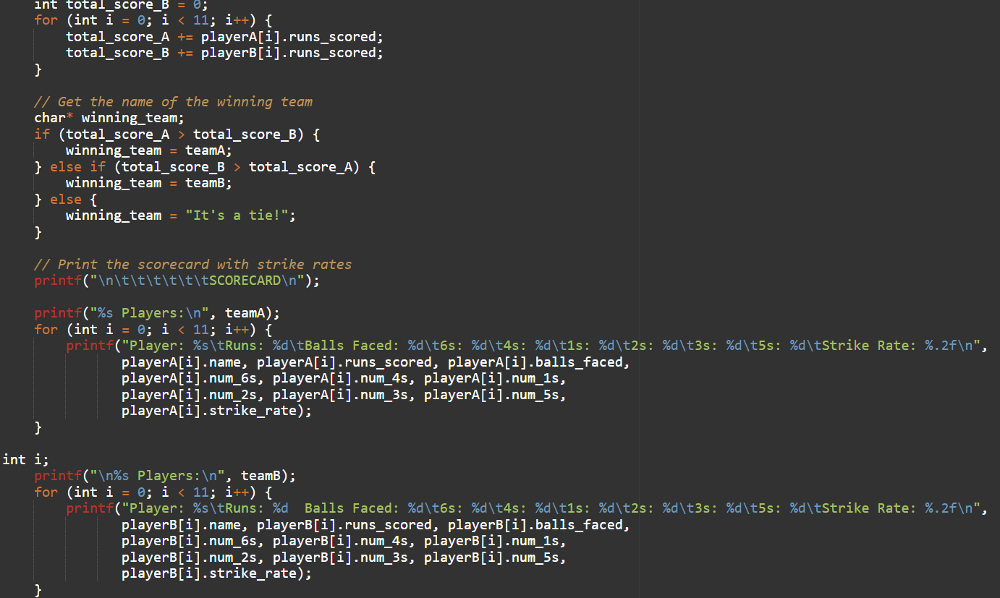 int total_score_B = 0;
    for (int i = 0; i < 11; i++) {
        total_score_A += playerA[i].runs_scored;
        total_score_B += playerB[i].runs_scored;
    }

    // Get the name of the winning team
    char* winning_team;
    if (total_score_A > total_score_B) {
        winning_team = teamA;
    } else if (total_score_B > total_score_A) {
        winning_team = teamB;
    } else {
        winning_team = "It's a tie!";
    }

    // Print the scorecard with strike rates
    printf("\n\t\t\t\t\t\tSCORECARD\n");

    printf("%s Players:\n", teamA);
    for (int i = 0; i < 11; i++) {
        printf("Player: %s\tRuns: %d\tBalls Faced: %d\t6s: %d\t4s: %d\t1s: %d\t2s: %d\t3s: %d\t5s: %d\tStrike Rate: %.2f\n",
               playerA[i].name, playerA[i].runs_scored, playerA[i].balls_faced,
               playerA[i].num_6s, playerA[i].num_4s, playerA[i].num_1s,
               playerA[i].num_2s, playerA[i].num_3s, playerA[i].num_5s,
               playerA[i].strike_rate);
    }

int i;
    printf("\n%s Players:\n", teamB);
    for (int i = 0; i < 11; i++) {
        printf("Player: %s\tRuns: %d  Balls Faced: %d\t6s: %d\t4s: %d\t1s: %d\t2s: %d\t3s: %d\t5s: %d\tStrike Rate: %.2f\n",
               playerB[i].name, playerB[i].runs_scored, playerB[i].balls_faced,
               playerB[i].num_6s, playerB[i].num_4s, playerB[i].num_1s,
               playerB[i].num_2s, playerB[i].num_3s, playerB[i].num_5s,
               playerB[i].strike_rate);
    }